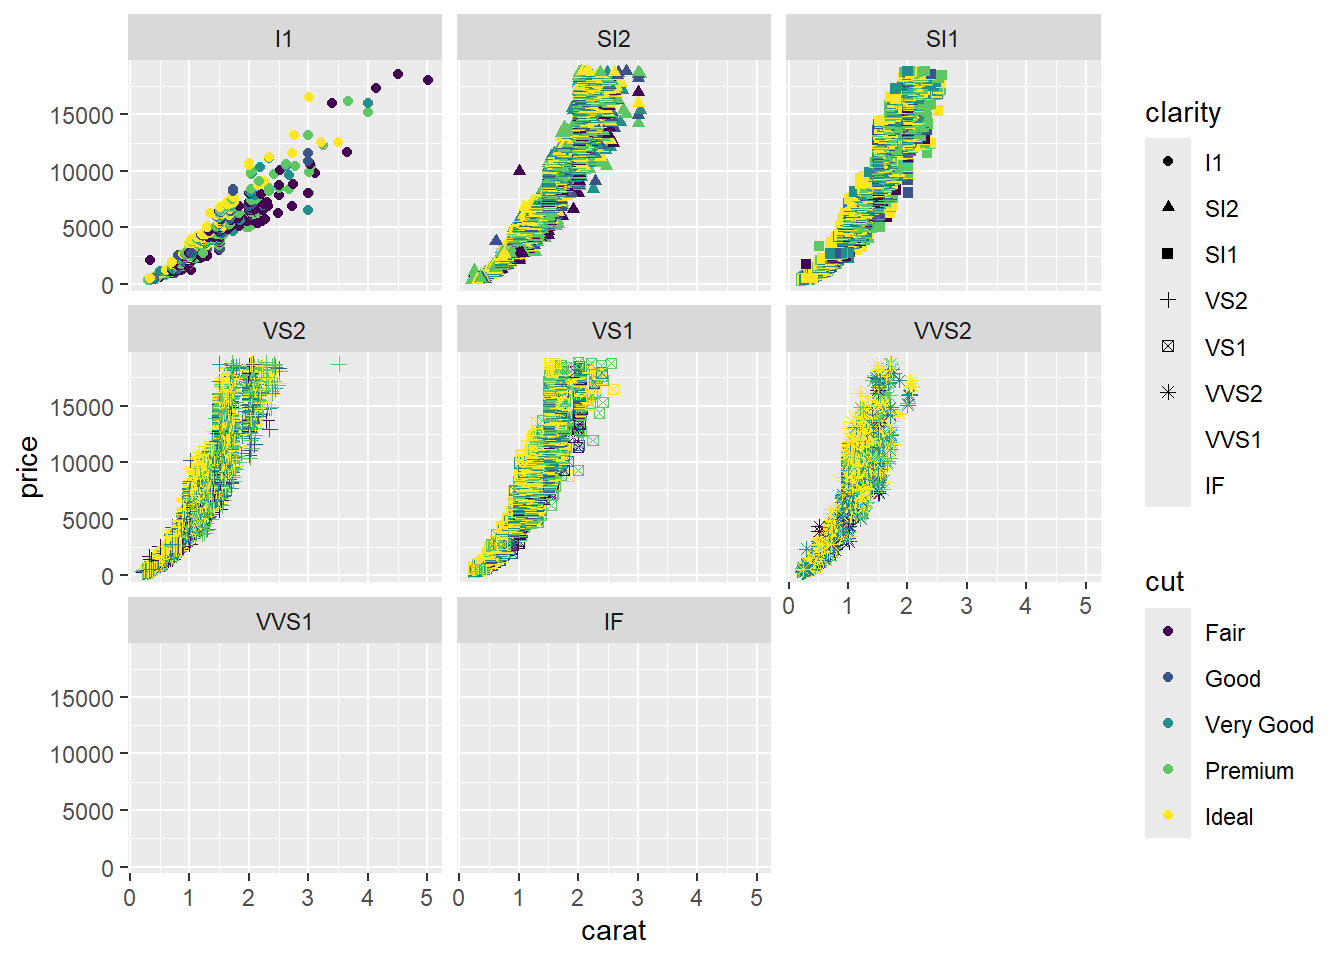 I1
SI2
SI1
15000
10000
5000
0
VS2
VS1
VVS2
15000
10000
5000
0
0 1 2 3 4 5
VVS1
IF
15000
10000
5000
0
0 1 2 3 4 5
0 1 2 3 4 5
carat
price
clarity
I1
SI2
SI1
VS2
VS1
VVS2
VVS1
IF
cut
Fair
Good
Very Good
Premium
Ideal